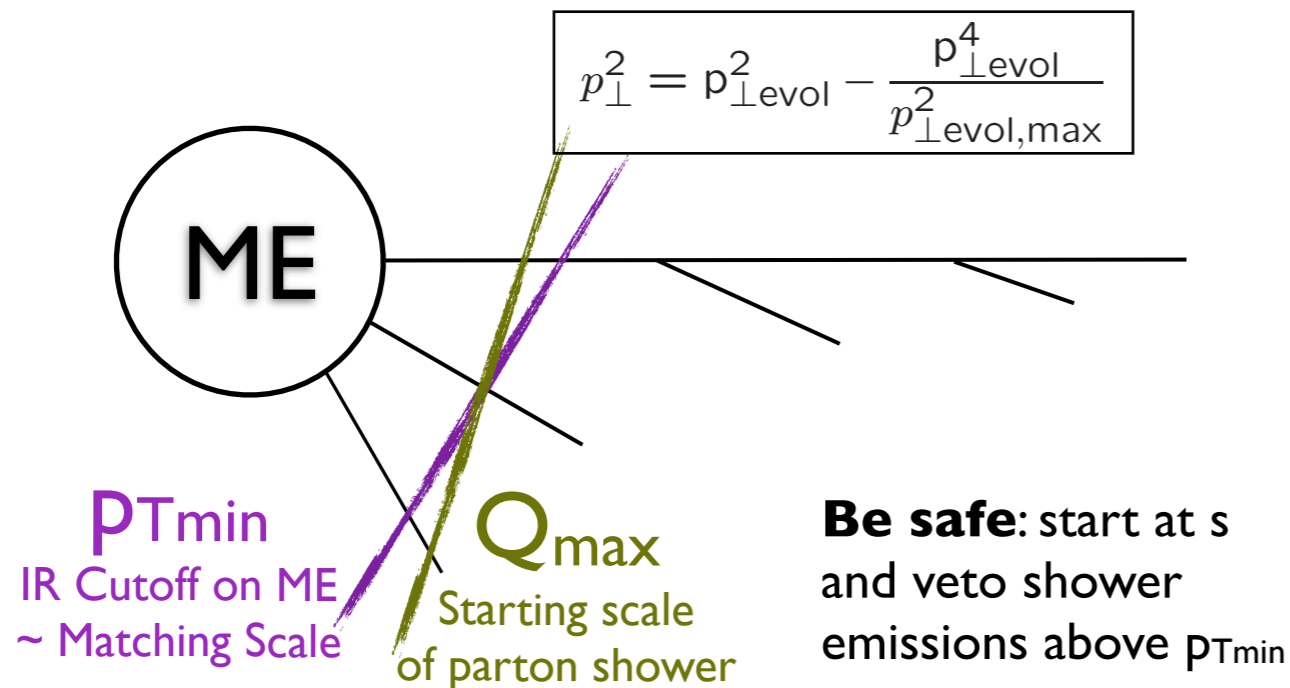 p²⊥ = p²⊥evol − p⁴⊥evol / p²⊥evol,max
ME
pTmin
IR Cutoff on ME
~ Matching Scale
Qmax
Starting scale
of parton shower
Be safe: start at s
and veto shower
emissions above pTmin